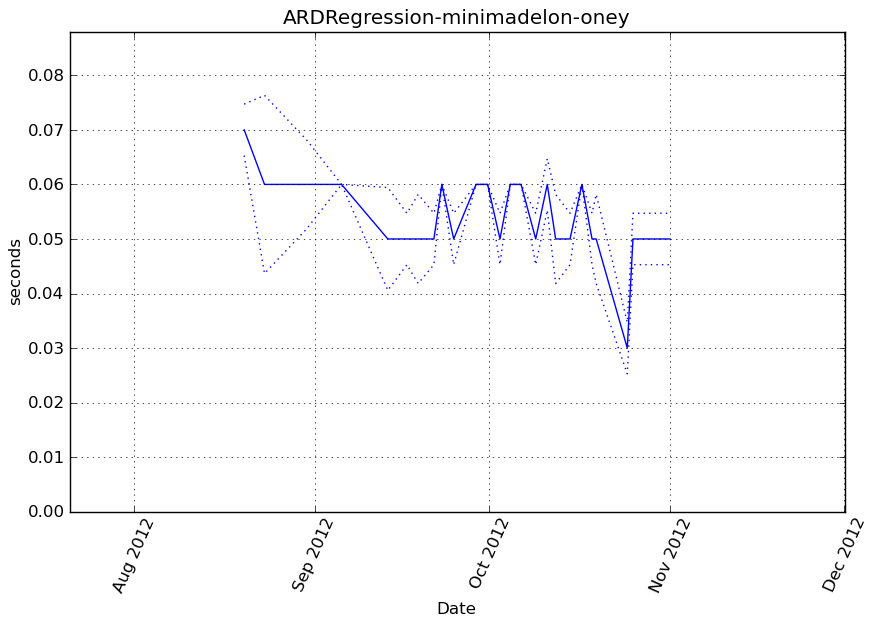 ARDRegression-minimadelon-oney
0.08
0.07
0.06
0.05
0.04
0.03
0.02
0.01
0.00
seconds
Aug 2012
Sep 2012
Oct 2012
Nov 2012
Dec 2012
Date